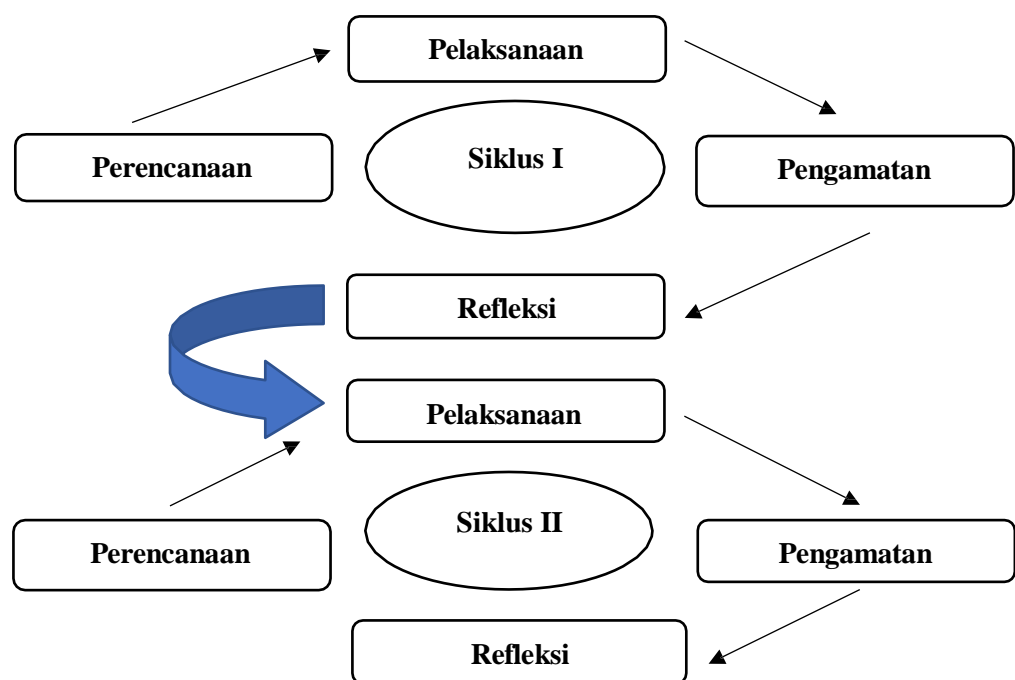 Pelaksanaan
Perencanaan
Siklus I
Pengamatan
Refleksi
Pelaksanaan
Perencanaan
Siklus II
Pengamatan
Refleksi